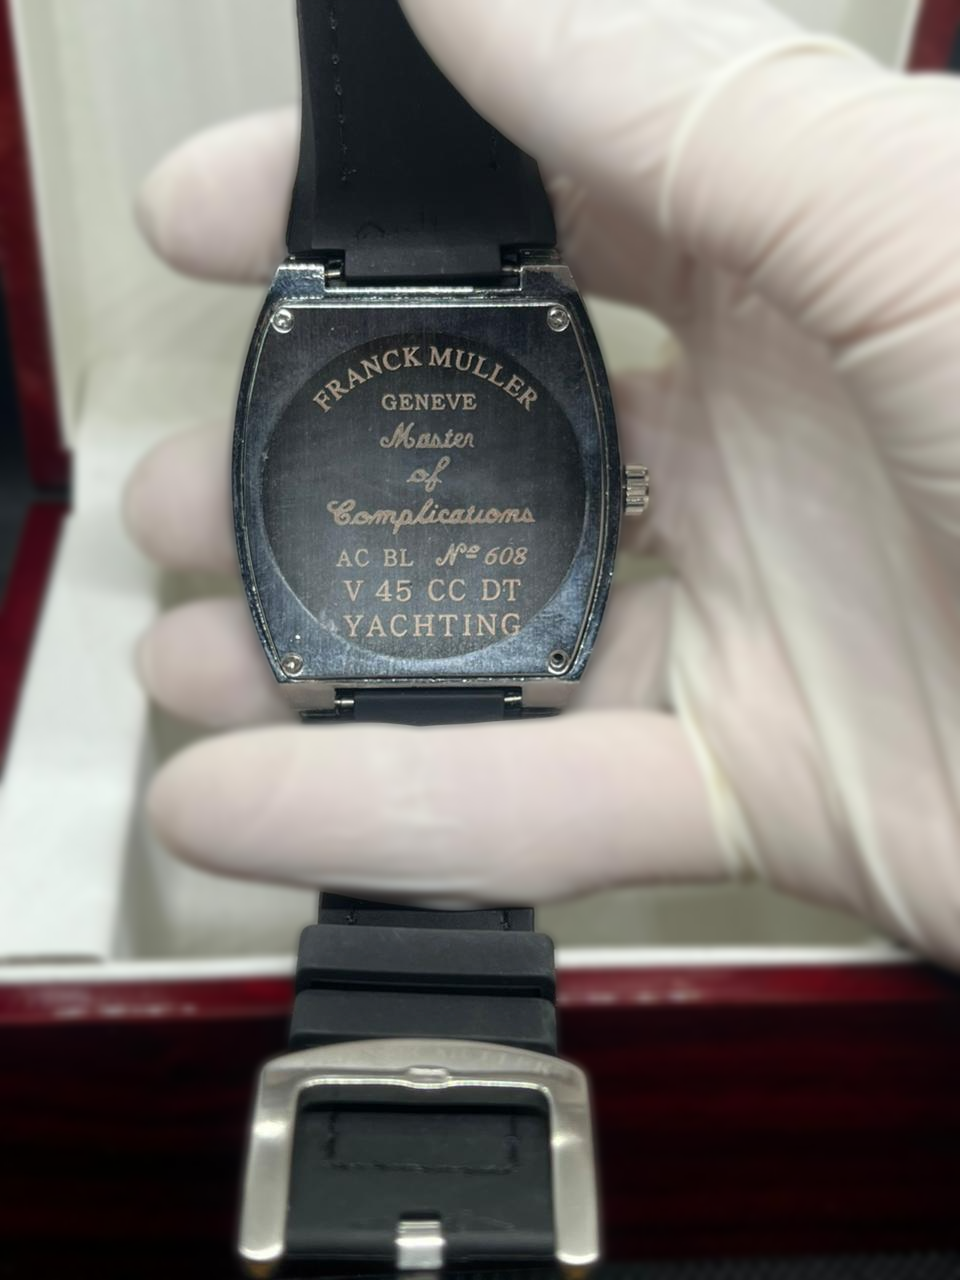 FRANCK MULLER
GENEVE
Master
of
Complications
AC BL Nº 608
V 45 CC DT
YACHTING